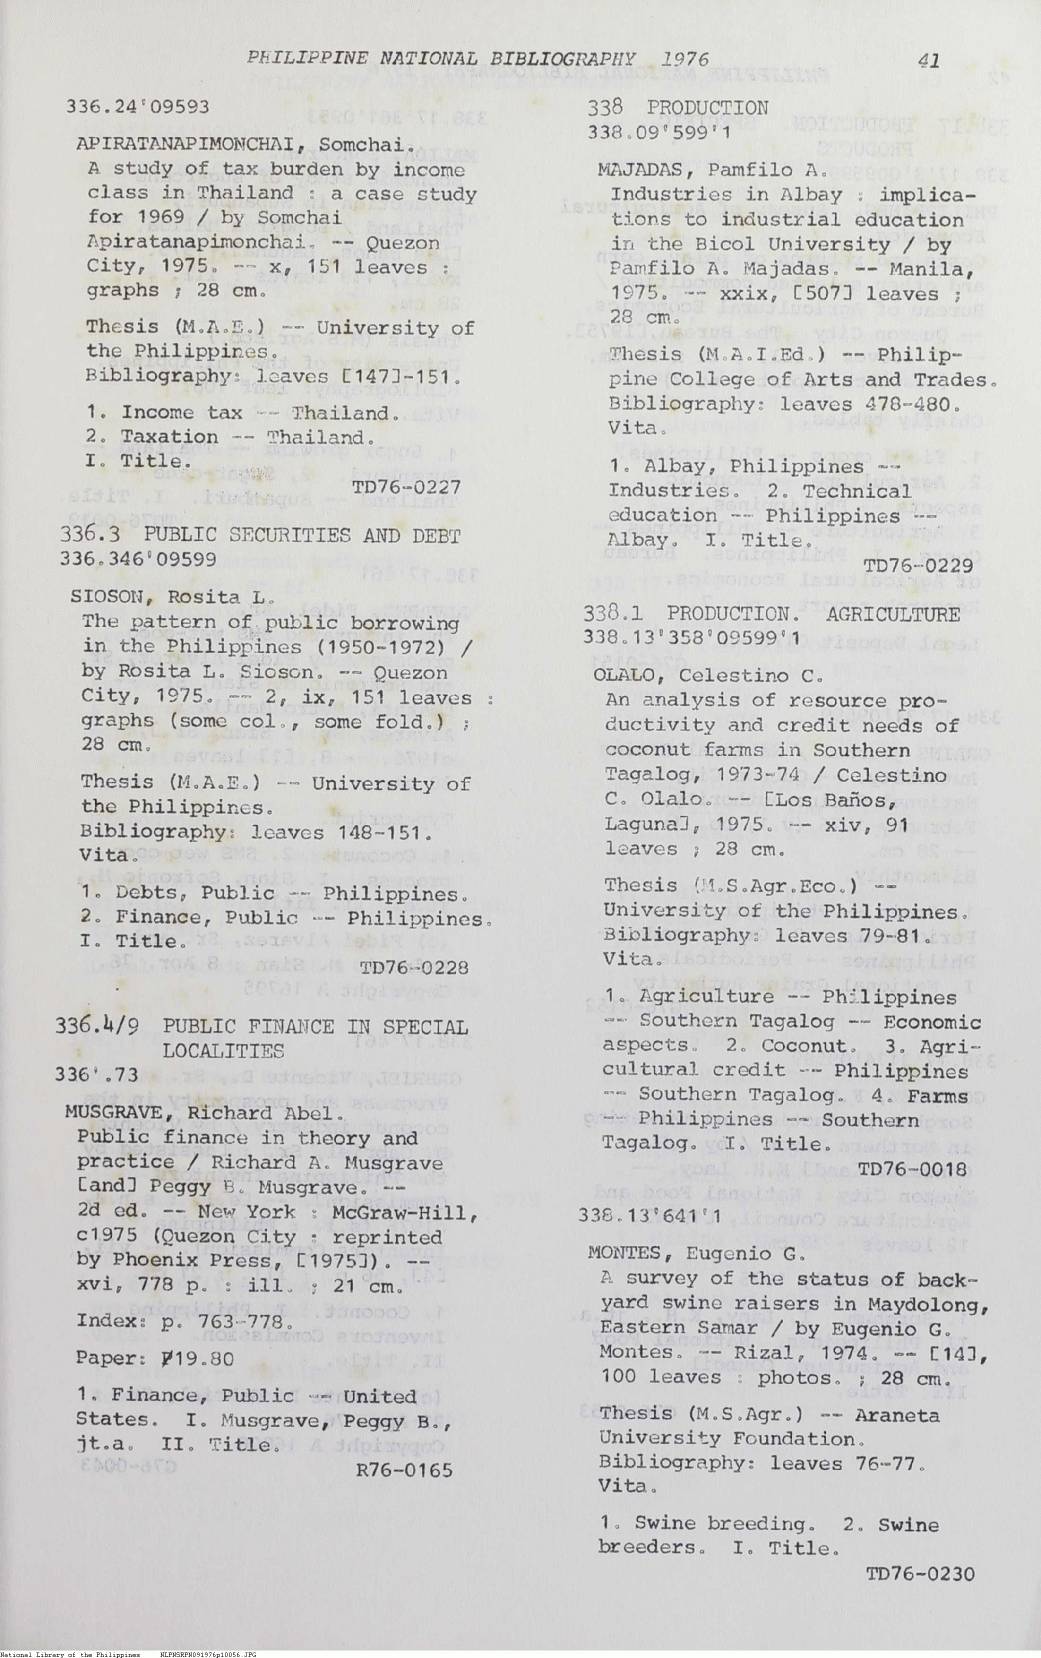 PHILIPPINE NATIONAL BIBLIOGRAPHY 1976 41
336.24'09593
APIRATANAPIMONCHAI, Somchai.
A study of tax burden by income
class in Thailand : a case study
for 1969 / by Somchai
Apiratanapimonchai. -- Quezon
City, 1975. -- x, 151 leaves :
graphs ; 28 cm.
Thesis (M.A.E.) -- University of
the Philippines.
Bibliography: leaves [147]-151.
1. Income tax -- Thailand.
2. Taxation -- Thailand.
I. Title.
TD76-0227
336.3 PUBLIC SECURITIES AND DEBT
336.346'09599
SIOSON, Rosita L.
The pattern of public borrowing
in the Philippines (1950-1972) /
by Rosita L. Sioson. -- Quezon
City, 1975. -- 2, ix, 151 leaves :
graphs (some col., some fold.) ;
28 cm.
Thesis (M.A.E.) -- University of
the Philippines.
Bibliography: leaves 148-151.
Vita.
1. Debts, Public -- Philippines.
2. Finance, Public -- Philippines.
I. Title.
TD76-0228
336.4/9 PUBLIC FINANCE IN SPECIAL
LOCALITIES
336'.73
MUSGRAVE, Richard Abel.
Public finance in theory and
practice / Richard A. Musgrave
[and] Peggy B. Musgrave. --
2d ed. -- New York : McGraw-Hill,
c1975 (Quezon City : reprinted
by Phoenix Press, [1975]). --
xvi, 778 p. : ill. ; 21 cm.
Index: p. 763-778.
Paper: ₱19.80
1. Finance, Public -- United
States. I. Musgrave, Peggy B.,
jt.a. II. Title.
R76-0165
338 PRODUCTION
338.09'599'1
MAJADAS, Pamfilo A.
Industries in Albay : implica-
tions to industrial education
in the Bicol University / by
Pamfilo A. Majadas. -- Manila,
1975. -- xxix, [507] leaves ;
28 cm.
Thesis (M.A.I.Ed.) -- Philip-
pine College of Arts and Trades.
Bibliography: leaves 478-480.
Vita.
1. Albay, Philippines --
Industries. 2. Technical
education -- Philippines --
Albay. I. Title.
TD76-0229
338.1 PRODUCTION. AGRICULTURE
338.13'358'09599'1
OLALO, Celestino C.
An analysis of resource pro-
ductivity and credit needs of
coconut farms in Southern
Tagalog, 1973-74 / Celestino
C. Olalo. -- [Los Baños,
Laguna], 1975. -- xiv, 91
leaves ; 28 cm.
Thesis (M.S.Agr.Eco.) --
University of the Philippines.
Bibliography: leaves 79-81.
Vita.
1. Agriculture -- Philippines
-- Southern Tagalog -- Economic
aspects. 2. Coconut. 3. Agri-
cultural credit -- Philippines
-- Southern Tagalog. 4. Farms
-- Philippines -- Southern
Tagalog. I. Title.
TD76-0018
338.13'641'1
MONTES, Eugenio G.
A survey of the status of back-
yard swine raisers in Maydolong,
Eastern Samar / by Eugenio G.
Montes. -- Rizal, 1974. -- [14],
100 leaves : photos. ; 28 cm.
Thesis (M.S.Agr.) -- Araneta
University Foundation.
Bibliography: leaves 76-77.
Vita.
1. Swine breeding. 2. Swine
breeders. I. Title.
TD76-0230
National Library of the Philippines NLPNSRPN091976p10056.JPG